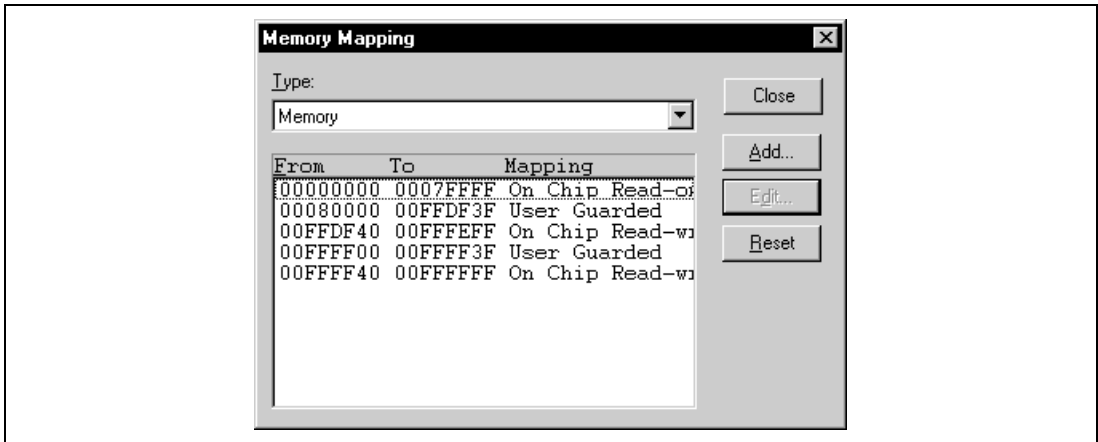 Memory Mapping
Type:
Memory
Close
Add...
Edit...
Reset
From To Mapping
00000000 0007FFFF On Chip Read-o
00080000 00FFDF3F User Guarded
00FFDF40 00FFFEFF On Chip Read-w
00FFFF00 00FFFF3F User Guarded
00FFFF40 00FFFFFF On Chip Read-w